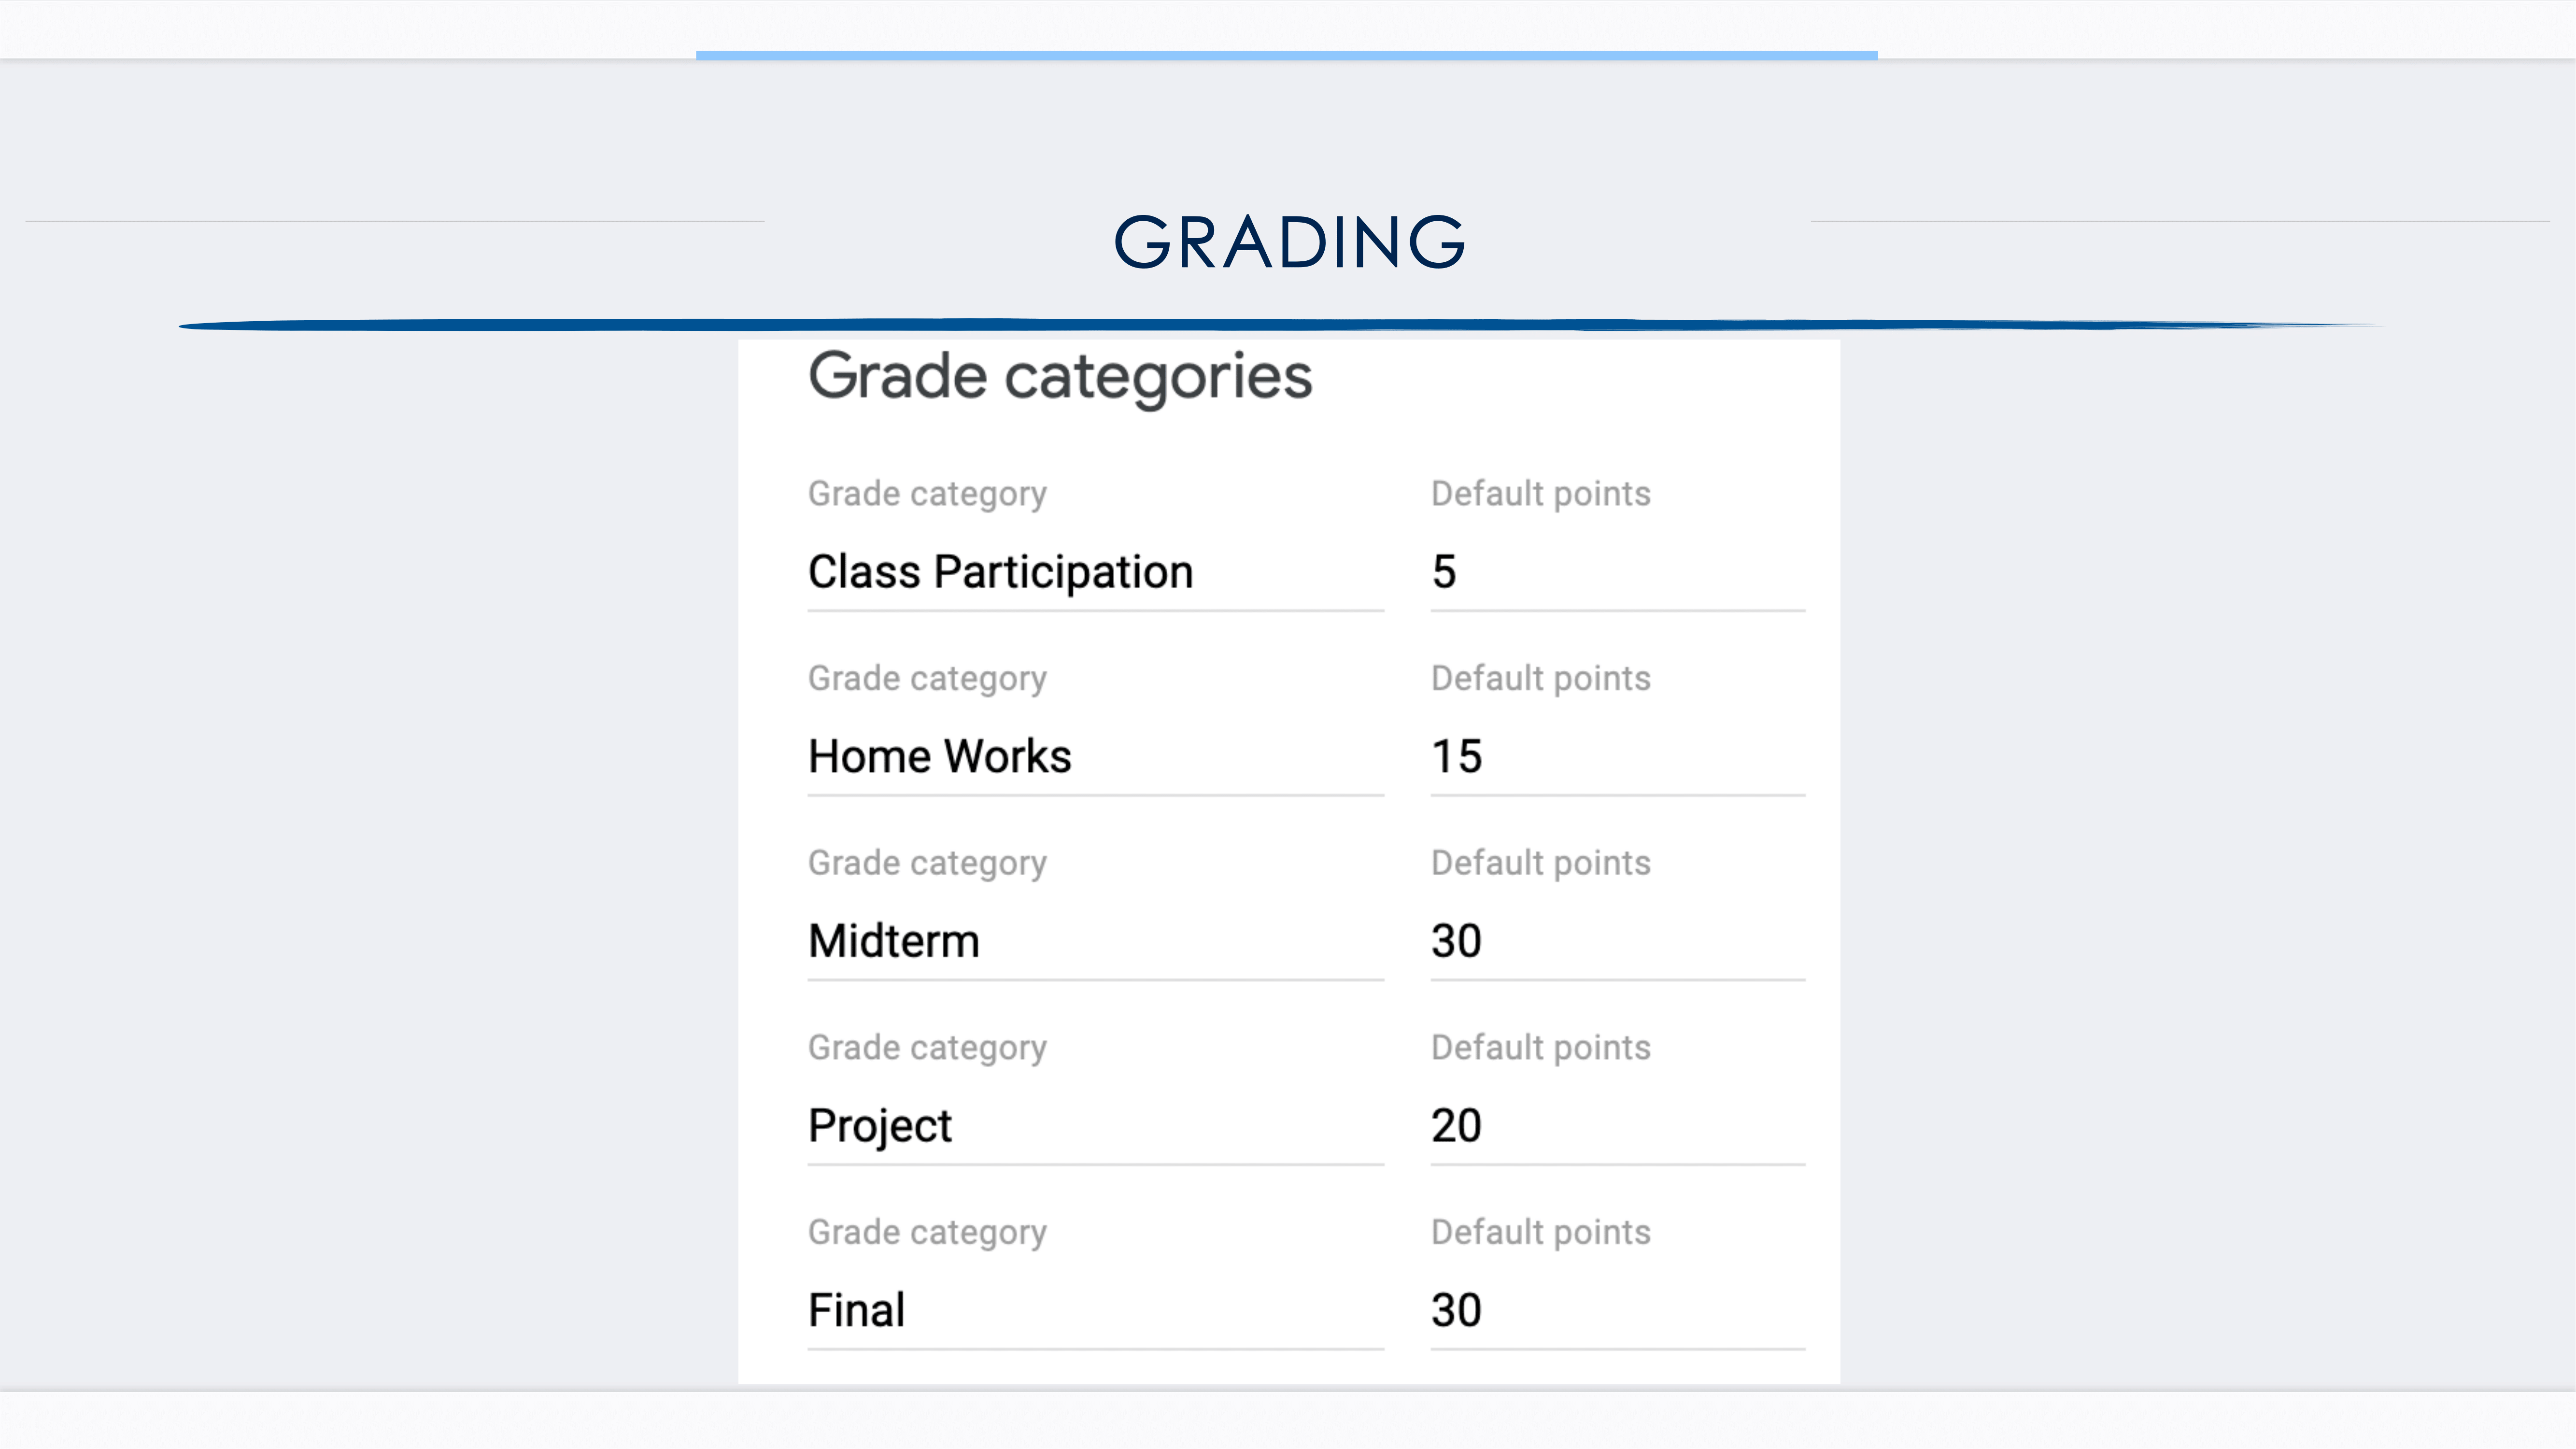 GRADING
Grade categories
Grade category Default points
Class Participation 5
Grade category Default points
Home Works 15
Grade category Default points
Midterm 30
Grade category Default points
Project 20
Grade category Default points
Final 30